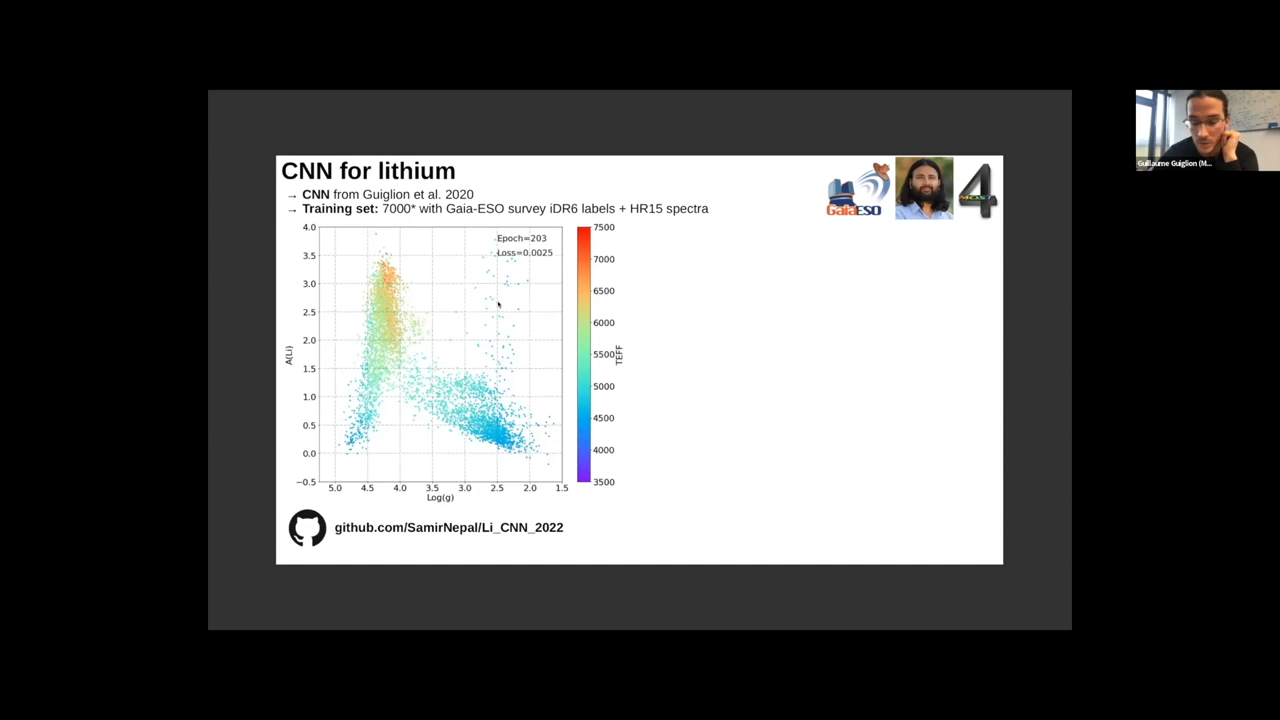 CNN for lithium
→ CNN from Guiglion et al. 2020
→ Training set: 7000* with Gaia-ESO survey iDR6 labels + HR15 spectra
GaiaESO
4
MOST
Guillaume Guiglion (M...
Epoch=203
Loss=0.0025
4.0
3.5
3.0
2.5
2.0
1.5
1.0
0.5
0.0
−0.5
A(Li)
5.0 4.5 4.0 3.5 3.0 2.5 2.0 1.5
Log(g)
7500
7000
6500
6000
5500
5000
4500
4000
3500
TEFF
github.com/SamirNepal/Li_CNN_2022